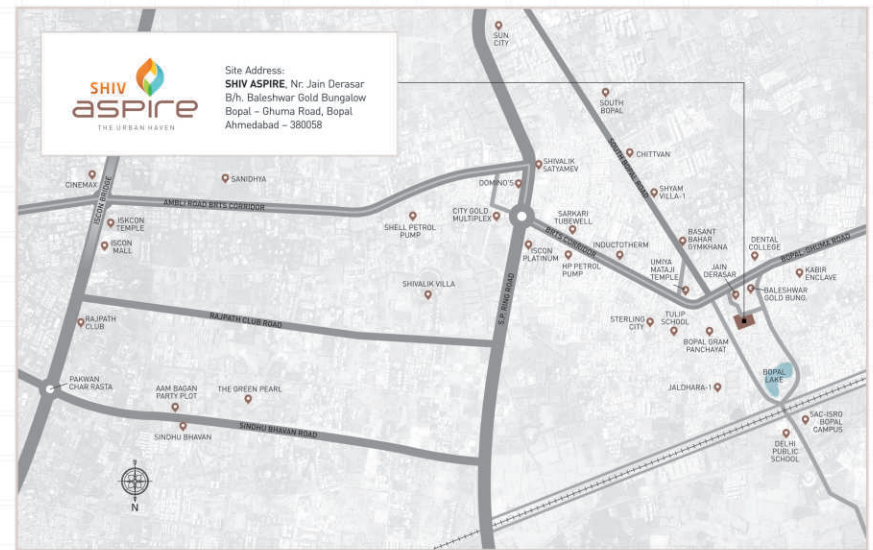 SHIV
aspire
THE URBAN HAVEN
Site Address:
SHIV ASPIRE, Nr. Jain Derasar
B/h. Baleshwar Gold Bungalow
Bopal – Ghuma Road, Bopal
Ahmedabad – 380058
SUN
CITY
SOUTH
BOPAL
SOUTH BOPAL ROAD
CHITTVAN
SHYAM
VILLA-1
SHIVALIK
SATYAMEV
DOMINO'S
CINEMAX
SANIDHYA
ISCON BRIDGE
AMBLI ROAD BRTS CORRIDOR
ISKCON
TEMPLE
ISCON
MALL
SHELL PETROL
PUMP
CITY GOLD
MULTIPLEX
SARKARI
TUBEWELL
BRTS CORRIDOR
ISCON
PLATINUM
HP PETROL
PUMP
INDUCTOTHERM
BASANT
BAHAR
GYMKHANA
UMIYA
MATAJI
TEMPLE
DENTAL
COLLEGE
BOPAL-GHUMA ROAD
JAIN
DERASAR
KABIR
ENCLAVE
BALESHWAR
GOLD BUNG.
SHIVALIK VILLA
S.P. RING ROAD
RAJPATH
CLUB
RAJPATH CLUB ROAD
STERLING
CITY
TULIP
SCHOOL
BOPAL GRAM
PANCHAYAT
BOPAL
LAKE
JALDHARA-1
PAKWAN
CHAR RASTA
AAM BAGAN
PARTY PLOT
THE GREEN PEARL
SINDHU BHAVAN
SINDHU BHAVAN ROAD
SAC-ISRO
BOPAL
CAMPUS
DELHI
PUBLIC
SCHOOL
N